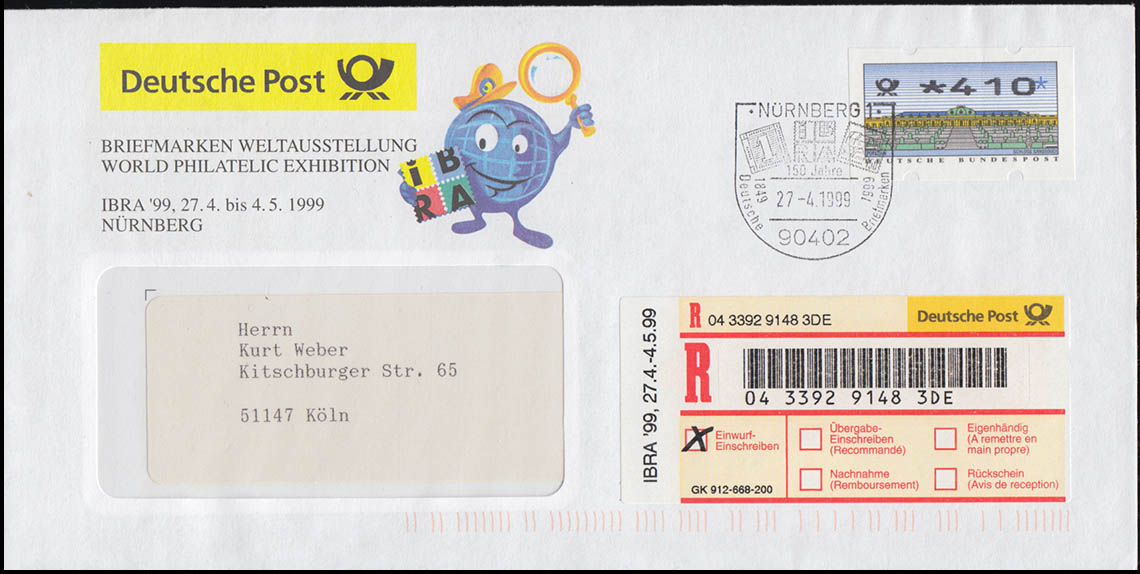 Deutsche Post
BRIEFMARKEN WELTAUSSTELLUNG
WORLD PHILATELIC EXHIBITION
IBRA '99, 27.4. bis 4.5. 1999
NÜRNBERG
iB
RA
*410*
DEUTSCHE BUNDESPOST
· NÜRNBERG 1 ·
150 Jahre
1849 1999
27.-4.1999
Deutsche Briefmarken
90402
Herrn
Kurt Weber
Kitschburger Str. 65
51147 Köln
IBRA '99, 27.4.-4.5.99
R 04 3392 9148 3DE
Deutsche Post
R
04 3392 9148 3DE
X Einwurf-
Einschreiben
Übergabe-
Einschreiben
(Recommandé)
Eigenhändig
(A remettre en
main propre)
Nachnahme
(Remboursement)
Rückschein
(Avis de reception)
GK 912-668-200